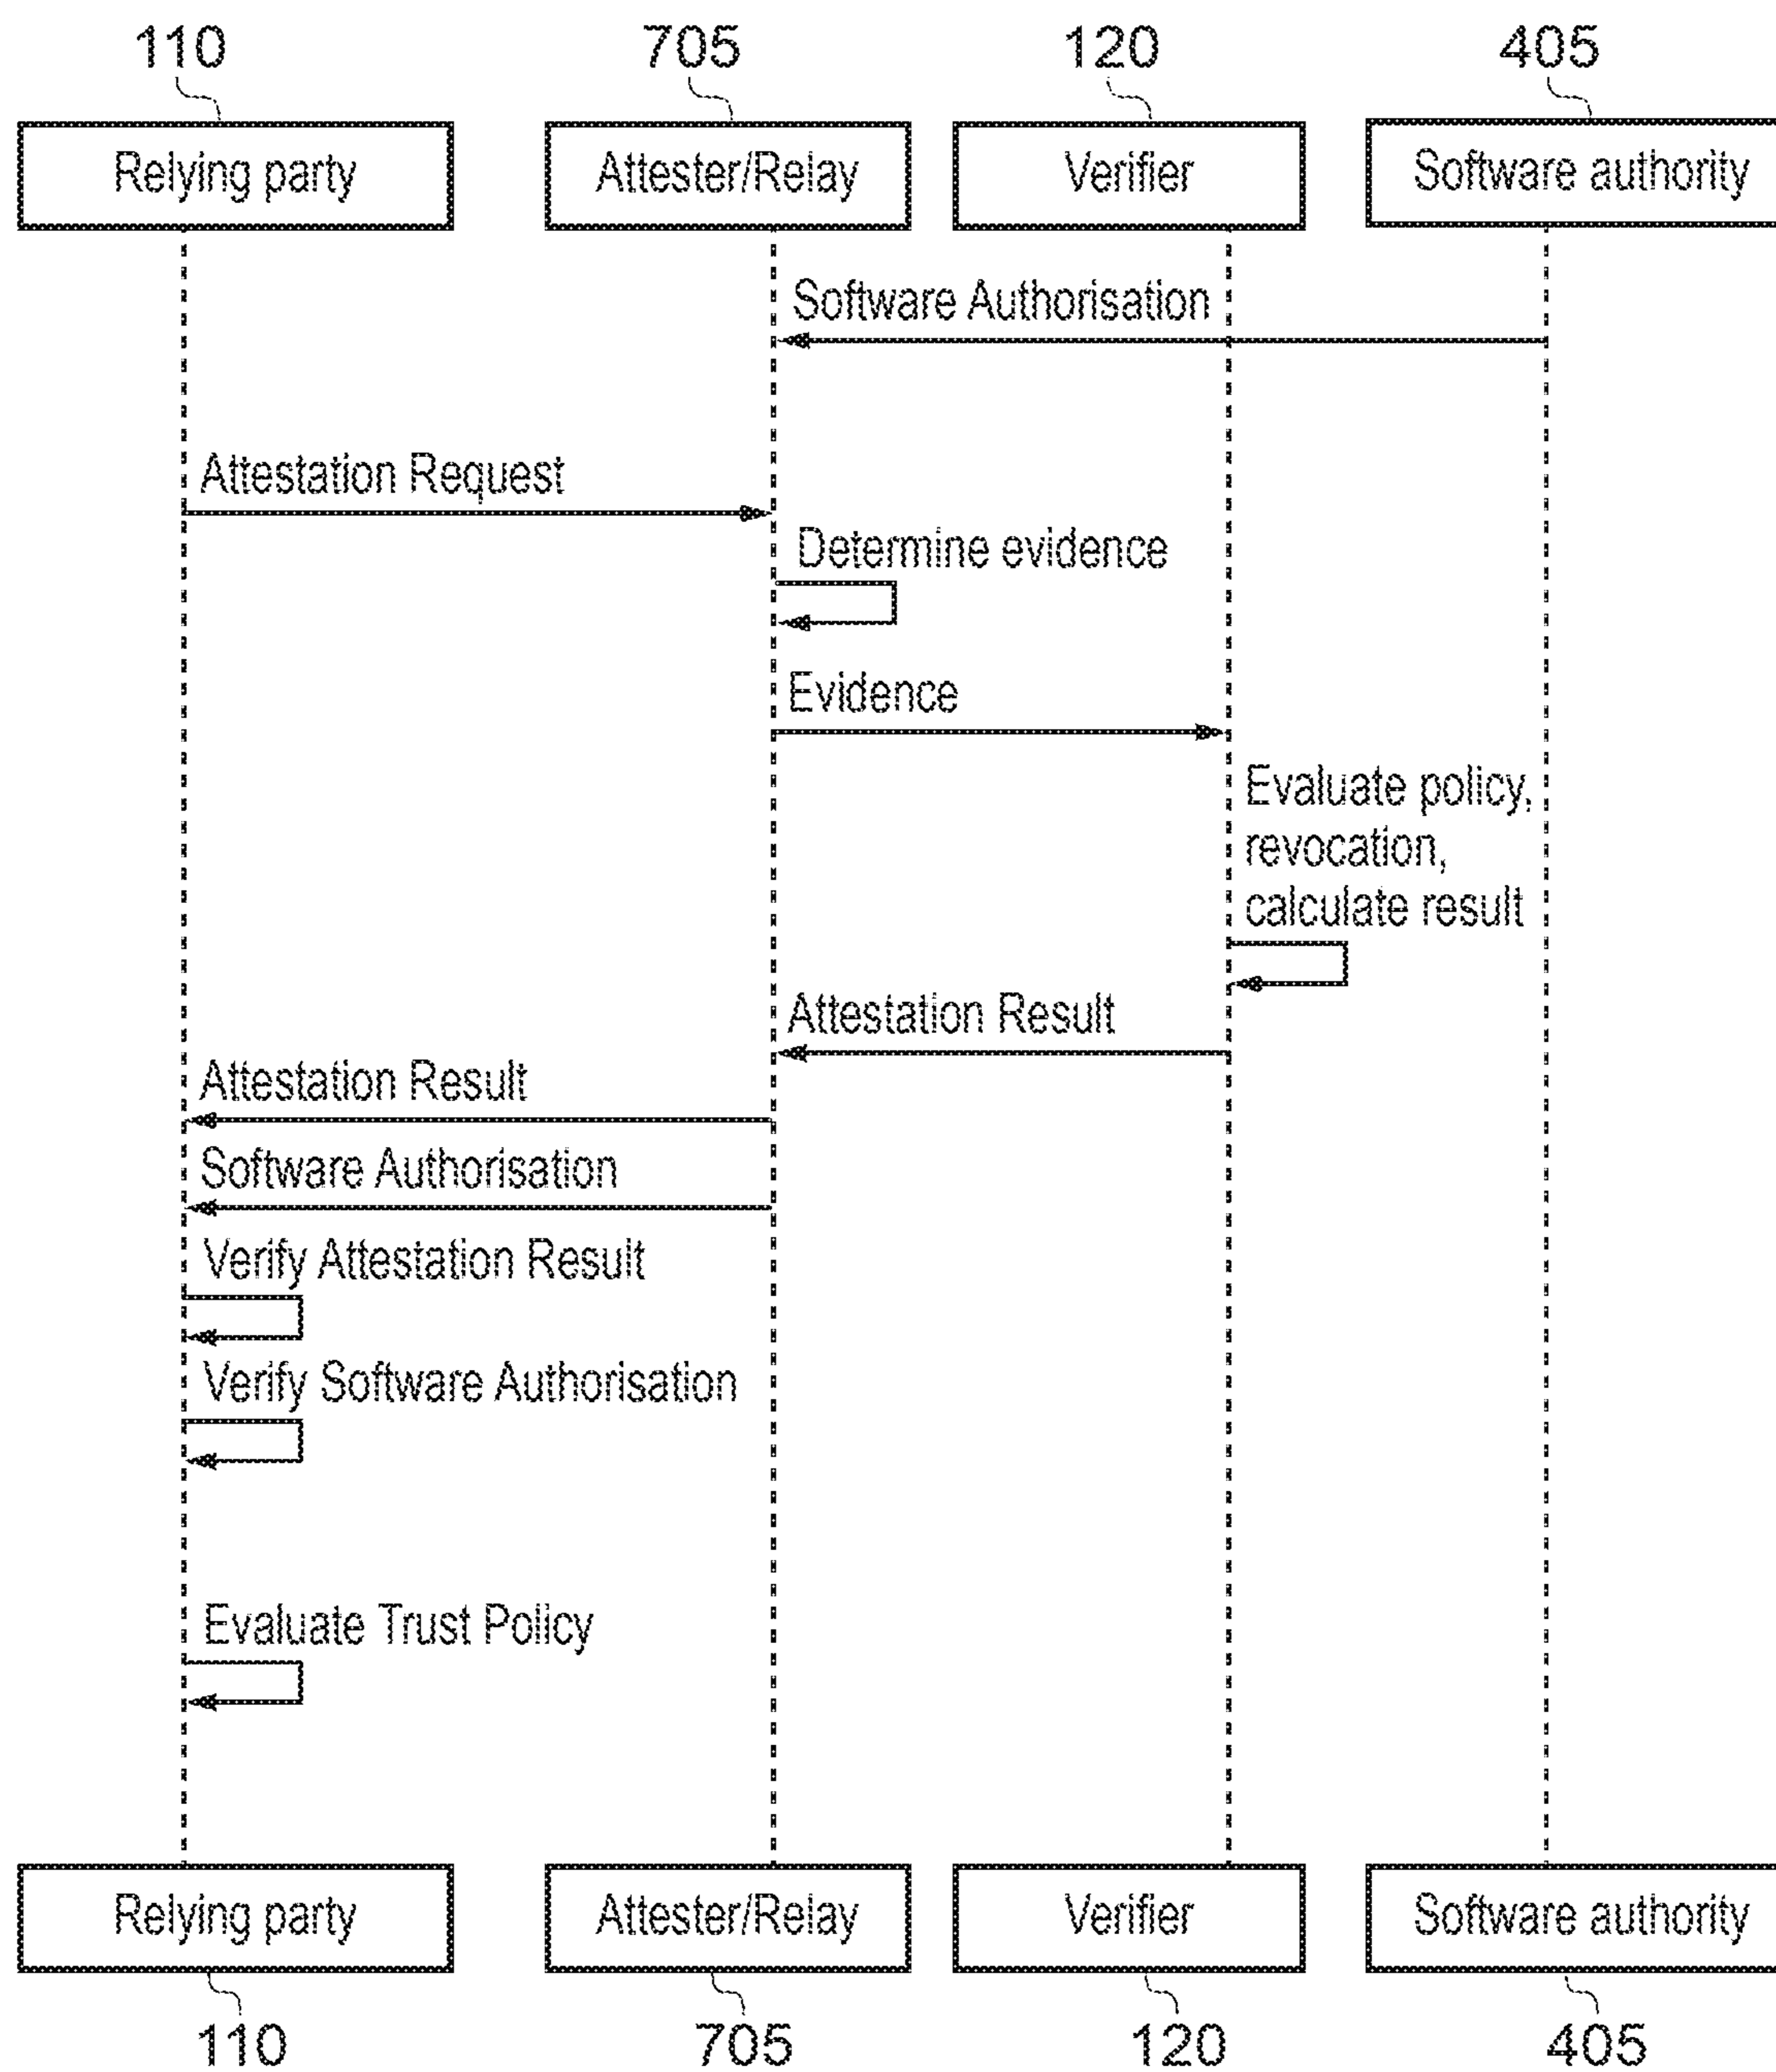 110 705 120 405
Relying party Attester/Relay Verifier Software authority
Software Authorisation
Attestation Request
Determine evidence
Evidence
Evaluate policy,
revocation,
calculate result
Attestation Result
Attestation Result
Software Authorisation
Verify Attestation Result
Verify Software Authorisation
Evaluate Trust Policy
Relying party Attester/Relay Verifier Software authority
110 705 120 405